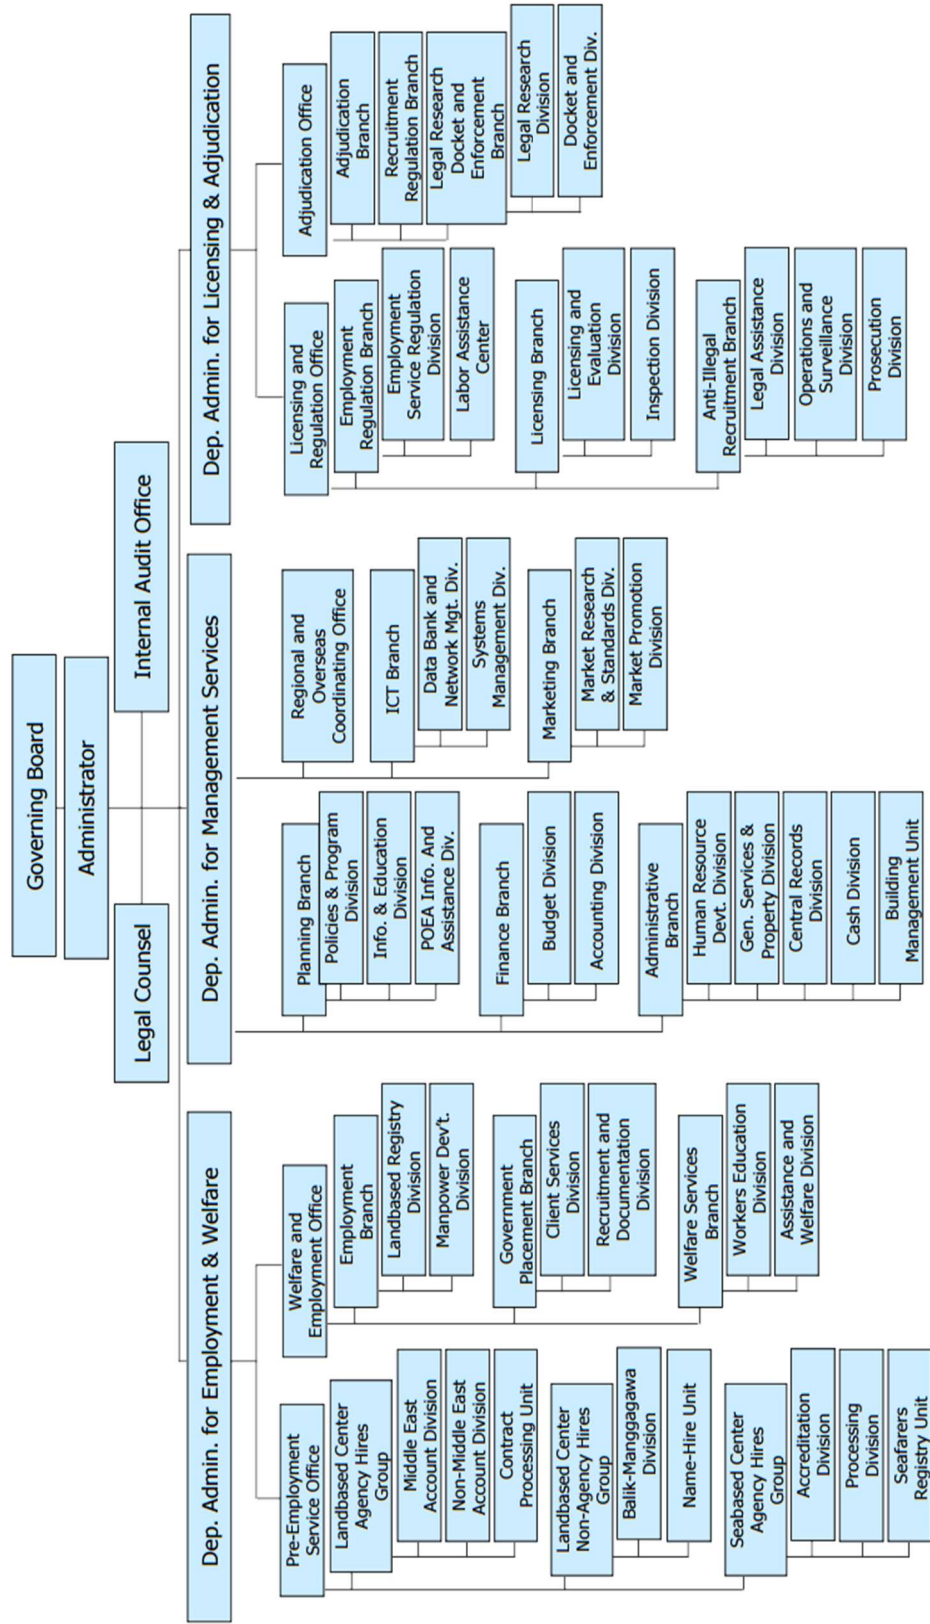 Governing Board
Administrator
Legal Counsel
Internal Audit Office
Dep. Admin. for Employment & Welfare
Pre-Employment
Service Office
Landbased Center
Agency Hires
Group
Middle East
Account Division
Non-Middle East
Account Division
Contract
Processing Unit
Landbased Center
Non-Agency Hires
Group
Balik-Manggagawa
Division
Name-Hire Unit
Seabased Center
Agency Hires
Group
Accreditation
Division
Processing
Division
Seafarers
Registry Unit
Welfare and
Employment Office
Employment
Branch
Landbased Registry
Division
Manpower Dev't.
Division
Government
Placement Branch
Client Services
Division
Recruitment and
Documentation
Division
Welfare Services
Branch
Workers Education
Division
Assistance and
Welfare Division
Dep. Admin. for Management Services
Planning Branch
Policies & Program
Division
Info. & Education
Division
POEA Info. And
Assistance Div.
Finance Branch
Budget Division
Accounting Division
Administrative
Branch
Human Resource
Devt. Division
Gen. Services &
Property Division
Central Records
Division
Cash Division
Building
Management Unit
Regional and
Overseas
Coordinating Office
ICT Branch
Data Bank and
Network Mgt. Div.
Systems
Management Div.
Marketing Branch
Market Research
& Standards Div.
Market Promotion
Division
Dep. Admin. for Licensing & Adjudication
Licensing and
Regulation Office
Employment
Regulation Branch
Employment
Service Regulation
Division
Labor Assistance
Center
Licensing Branch
Licensing and
Evaluation
Division
Inspection Division
Anti-Illegal
Recruitment Branch
Legal Assistance
Division
Operations and
Surveillance
Division
Prosecution
Division
Adjudication Office
Adjudication
Branch
Recruitment
Regulation Branch
Legal Research
Docket and
Enforcement
Branch
Legal Research
Division
Docket and
Enforcement Div.